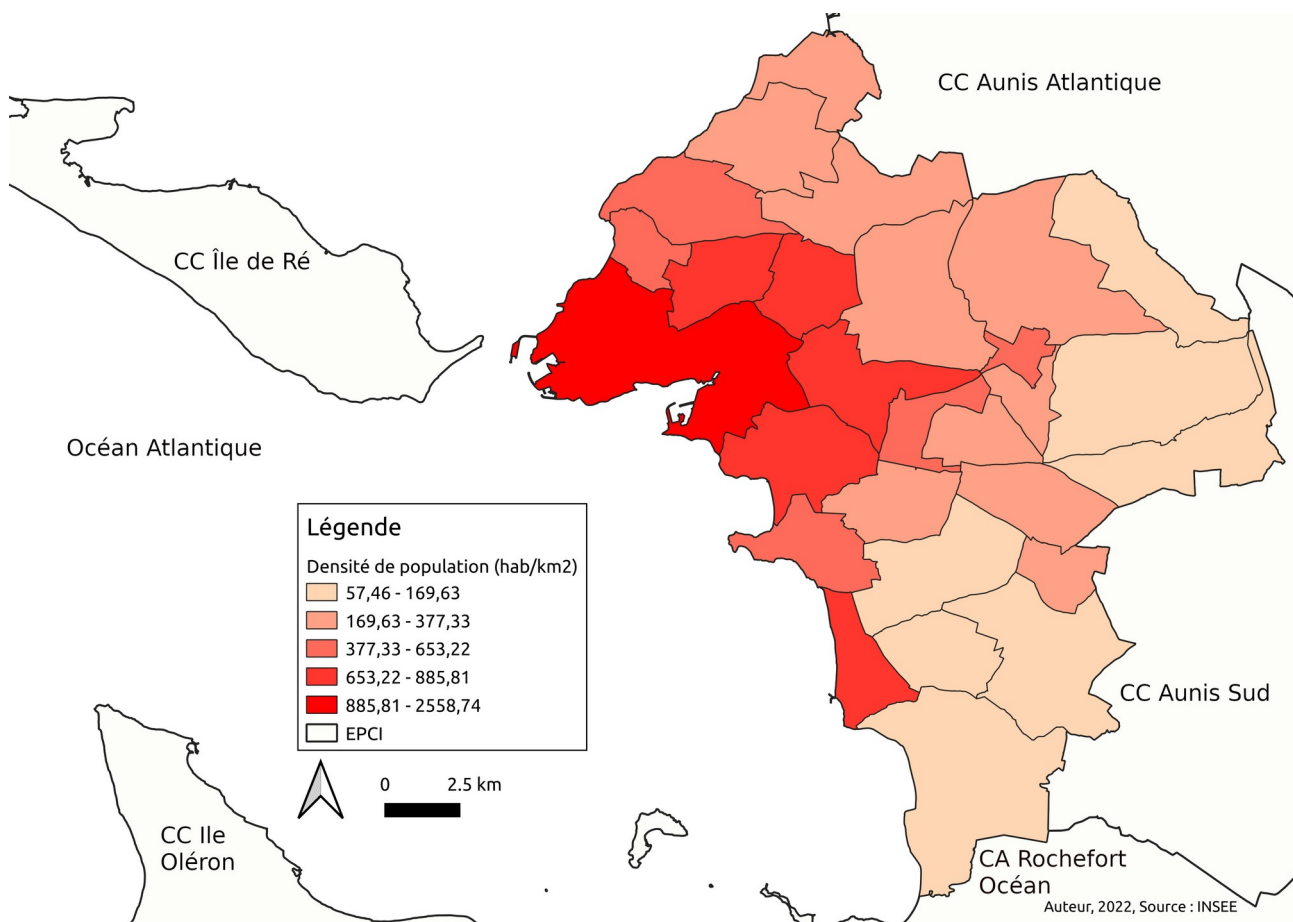 CC Aunis Atlantique
CC Île de Ré
Océan Atlantique
Légende
Densité de population (hab/km2)
57,46 - 169,63
169,63 - 377,33
377,33 - 653,22
653,22 - 885,81
885,81 - 2558,74
EPCI
0 2.5 km
CC Aunis Sud
CC Ile
Oléron
CA Rochefort
Océan
Auteur, 2022, Source : INSEE